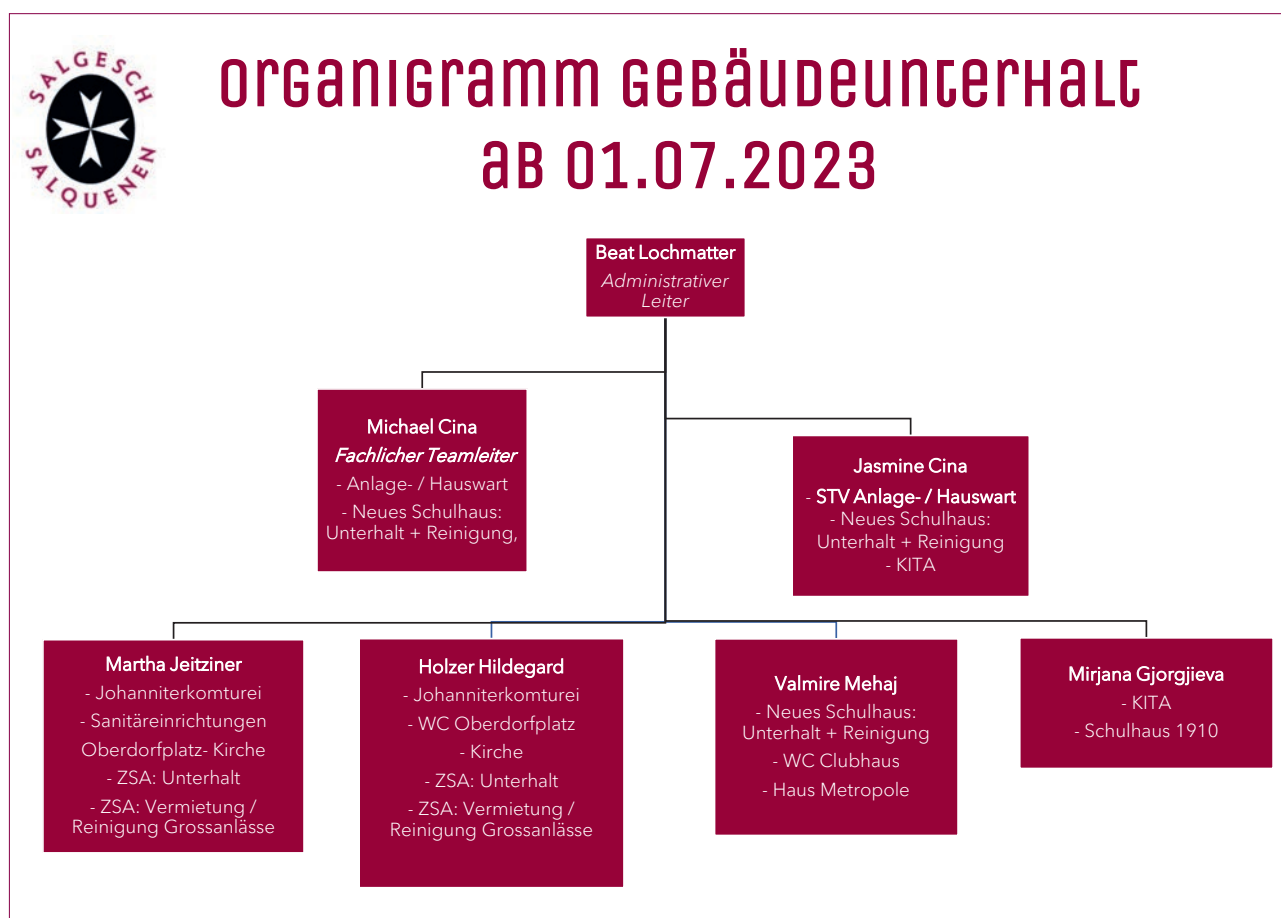 SALGESCH
SALQUENEN
Organigramm Gebäudeunterhalt
ab 01.07.2023
Beat Lochmatter
Administrativer
Leiter
Michael Cina
Fachlicher Teamleiter
- Anlage- / Hauswart
- Neues Schulhaus:
Unterhalt + Reinigung,
Jasmine Cina
- STV Anlage- / Hauswart
- Neues Schulhaus:
Unterhalt + Reinigung
- KITA
Martha Jeitziner
- Johanniterkomturei
- Sanitäreinrichtungen
Oberdorfplatz- Kirche
- ZSA: Unterhalt
- ZSA: Vermietung /
Reinigung Grossanlässe
Holzer Hildegard
- Johanniterkomturei
- WC Oberdorfplatz
- Kirche
- ZSA: Unterhalt
- ZSA: Vermietung /
Reinigung Grossanlässe
Valmire Mehaj
- Neues Schulhaus:
Unterhalt + Reinigung
- WC Clubhaus
- Haus Metropole
Mirjana Gjorgjieva
- KITA
- Schulhaus 1910